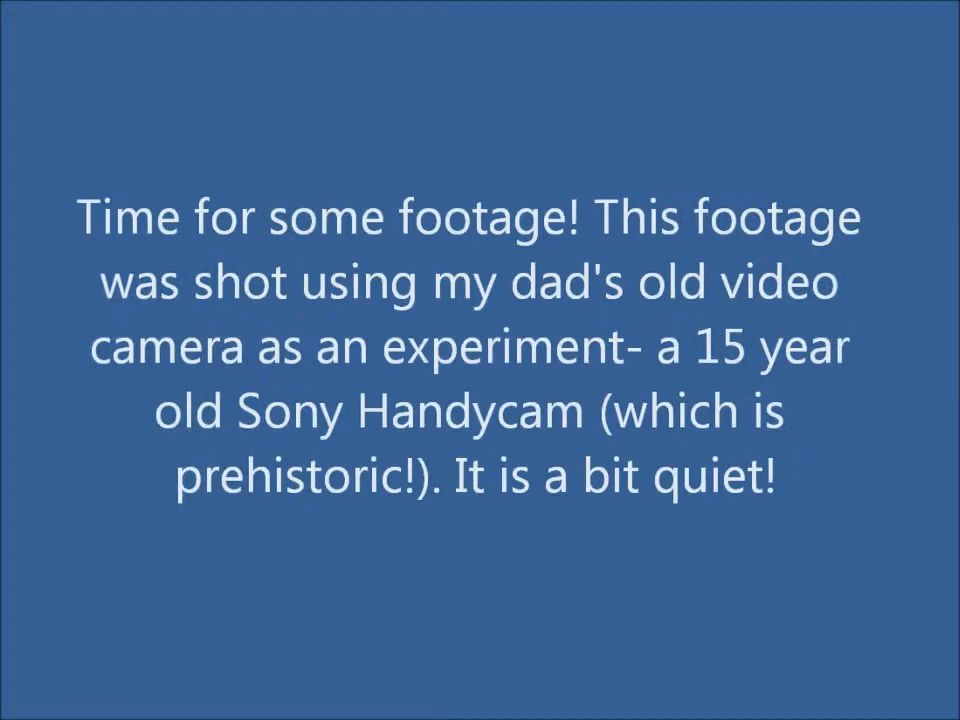 Time for some footage! This footage
was shot using my dad's old video
camera as an experiment- a 15 year
old Sony Handycam (which is
prehistoric!). It is a bit quiet!